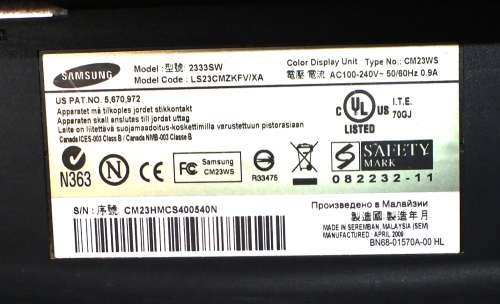 SAMSUNG
Model : 型號: 2333SW
Model Code: LS23CMZKFV/XA
Color Display Unit Type No.: CM23WS
電壓 電流 AC100-240V~ 50/60Hz 0.9A
US PAT.NO. 5,670,972
Apparatet må tilkoples jordet stikkontakt
Apparaten skall anslutas till jordat uttag
Laite on liitettävä suojamaadoitus-koskettimilla varustettuun pistorasiaan
Canada ICES-003 Class B / Canada NMB-003 Classe B
C UL US
LISTED
I.T.E.
70GJ
N363
N
CE
FC
Samsung
CM23WS
R33475
S
SAFETY
MARK
082232-11
S/N : 序號: CM23HMCS400540N
Произведено в Малайзии
製造國 製造年月
MADE IN SEREMBAN, MALAYSIA (SEM)
MANUFACTURED: APRIL 2009
BN68-01570A-00 HL